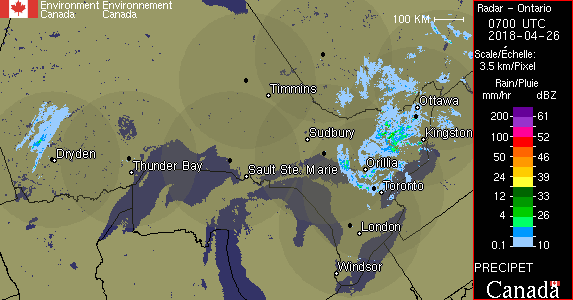 Environment Environnement
Canada Canada
100 KM
Timmins
Ottawa
Sudbury
Kingston
Dryden
Thunder Bay
Sault Ste. Marie
Orillia
Toronto
London
Windsor
Radar - Ontario
0700 UTC
2018-04-26
Scale/Échelle:
3.5 km/Pixel
Rain/Pluie
mm/hr dBZ
200 61
100 52
50 46
24 39
12 33
4 26
0.1 10
PRECIPET
Canada